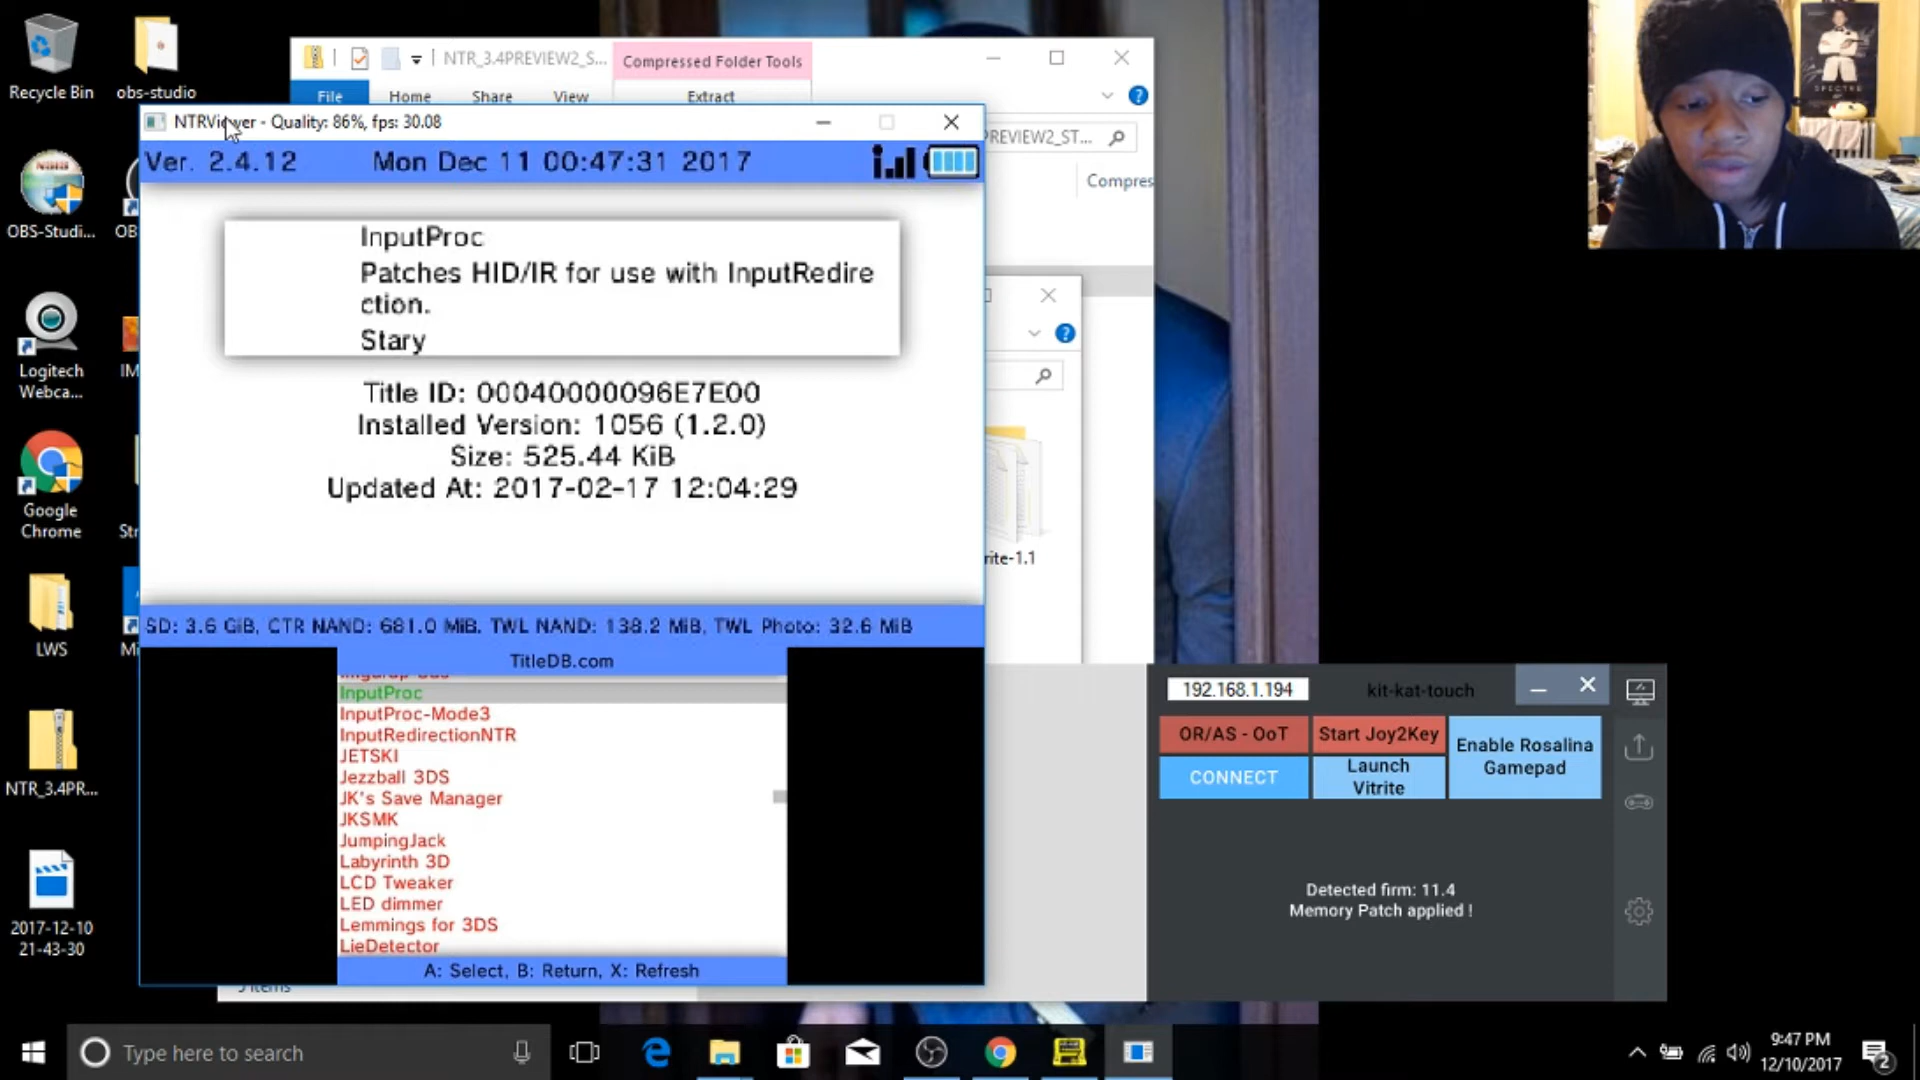 Recycle Bin
obs-studio
OBS-Studi...
OB
Logitech
Webca...
IM
Google
Chrome
Str
LWS
Mi
NTR_3.4PR...
2017-12-10
21-43-30
NTR_3.4PREVIEW2_S...
Compressed Folder Tools
File
Home
Share
View
Extract
PREVIEW2_ST...
Compres
rite-1.1
NTRViewer - Quality: 86%, fps: 30.08
Ver. 2.4.12
Mon Dec 11 00:47:31 2017
InputProc
Patches HID/IR for use with InputRedire
ction.
Stary
Title ID: 00040000096E7E00
Installed Version: 1056 (1.2.0)
Size: 525.44 KiB
Updated At: 2017-02-17 12:04:29
SD: 3.6 GiB, CTR NAND: 681.0 MiB, TWL NAND: 138.2 MiB, TWL Photo: 32.6 MiB
TitleDB.com
InputProc
InputProc-Mode3
InputRedirectionNTR
JETSKI
Jezzball 3DS
JK's Save Manager
JKSMK
JumpingJack
Labyrinth 3D
LCD Tweaker
LED dimmer
Lemmings for 3DS
LieDetector
A: Select, B: Return, X: Refresh
192.168.1.194
kit-kat-touch
OR/AS - OoT
Start Joy2Key
Enable Rosalina
Gamepad
CONNECT
Launch
Vitrite
Detected firm: 11.4
Memory Patch applied !
SPECTRE
Type here to search
9:47 PM
12/10/2017
2